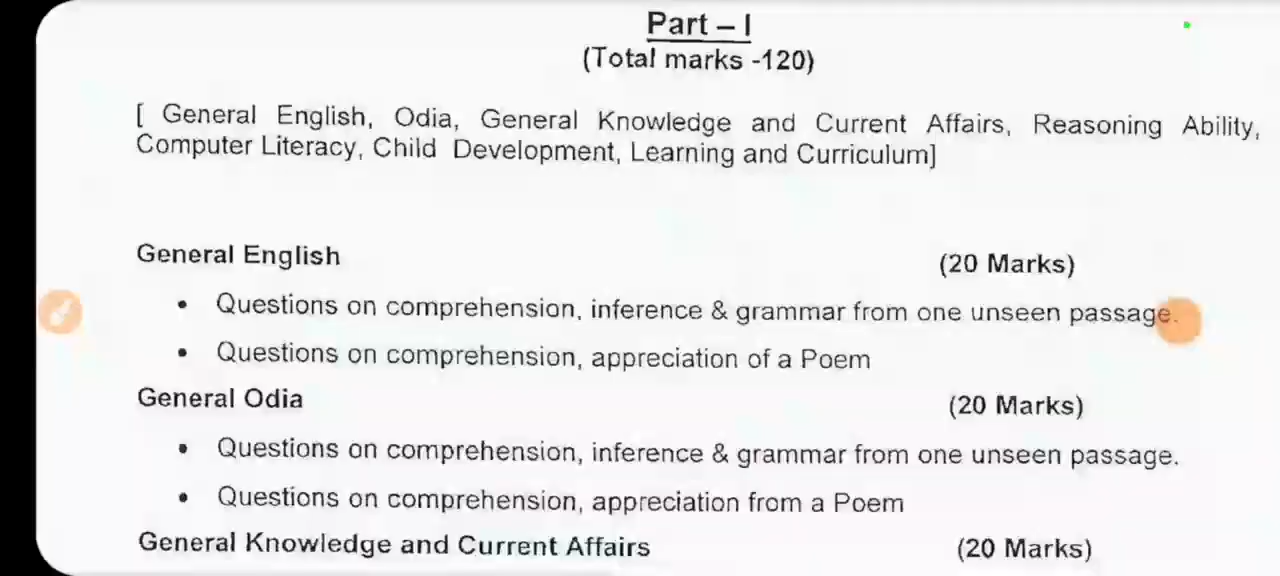 Part – I
(Total marks -120)
[ General English, Odia, General Knowledge and Current Affairs, Reasoning Ability,
Computer Literacy, Child Development, Learning and Curriculum]
General English (20 Marks)
• Questions on comprehension, inference & grammar from one unseen passage.
• Questions on comprehension, appreciation of a Poem
General Odia (20 Marks)
• Questions on comprehension, inference & grammar from one unseen passage.
• Questions on comprehension, appreciation from a Poem
General Knowledge and Current Affairs (20 Marks)